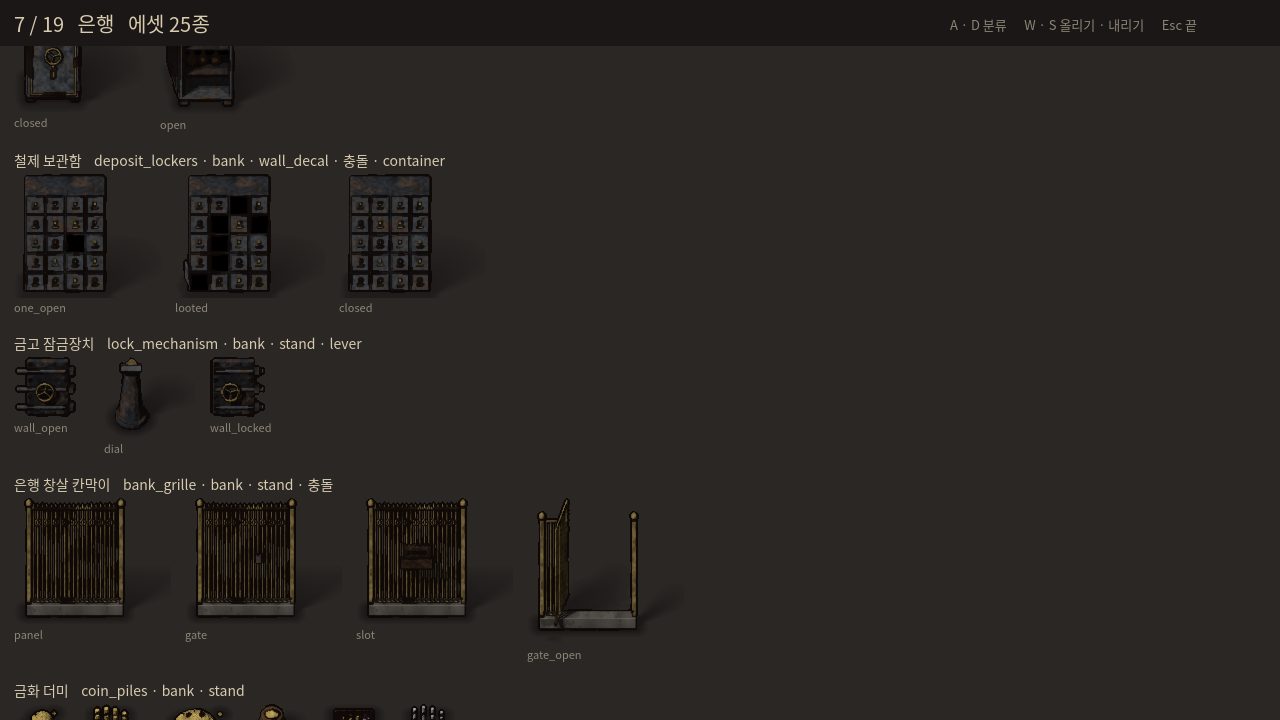 7 / 19 은행 에셋 25종
A · D 분류 W · S 올리기 · 내리기 Esc 끝
closed open
철제 보관함 deposit_lockers · bank · wall_decal · 충돌 · container
one_open looted closed
금고 잠금장치 lock_mechanism · bank · stand · lever
wall_open wall_locked
dial
은행 창살 칸막이 bank_grille · bank · stand · 충돌
panel gate slot
gate_open
금화 더미 coin_piles · bank · stand